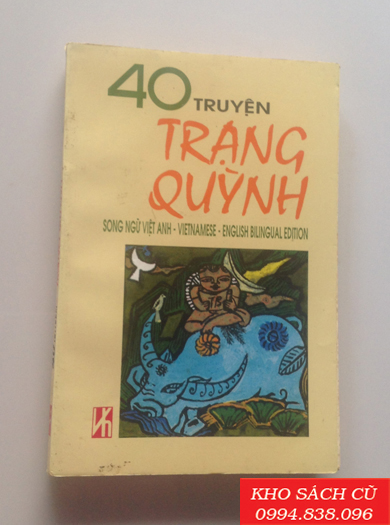 40 TRUYỆN
TRẠNG
QUỲNH
SONG NGỮ VIỆT ANH - VIETNAMESE - ENGLISH BILINGUAL EDITION
KHO SÁCH CŨ
0994.838.096